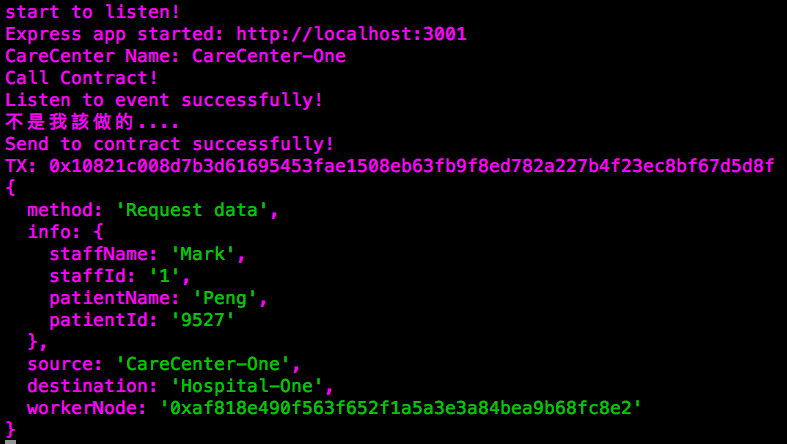 start to listen!
Express app started: http://localhost:3001
CareCenter Name: CareCenter-One
Call Contract!
Listen to event successfully!
不是我該做的....
Send to contract successfully!
TX: 0x10821c008d7b3d61695453fae1508eb63fb9f8ed782a227b4f23ec8bf67d5d8f
{
  method: 'Request data',
  info: {
    staffName: 'Mark',
    staffId: '1',
    patientName: 'Peng',
    patientId: '9527'
  },
  source: 'CareCenter-One',
  destination: 'Hospital-One',
  workerNode: '0xaf818e490f563f652f1a5a3e3a84bea9b68fc8e2'
}